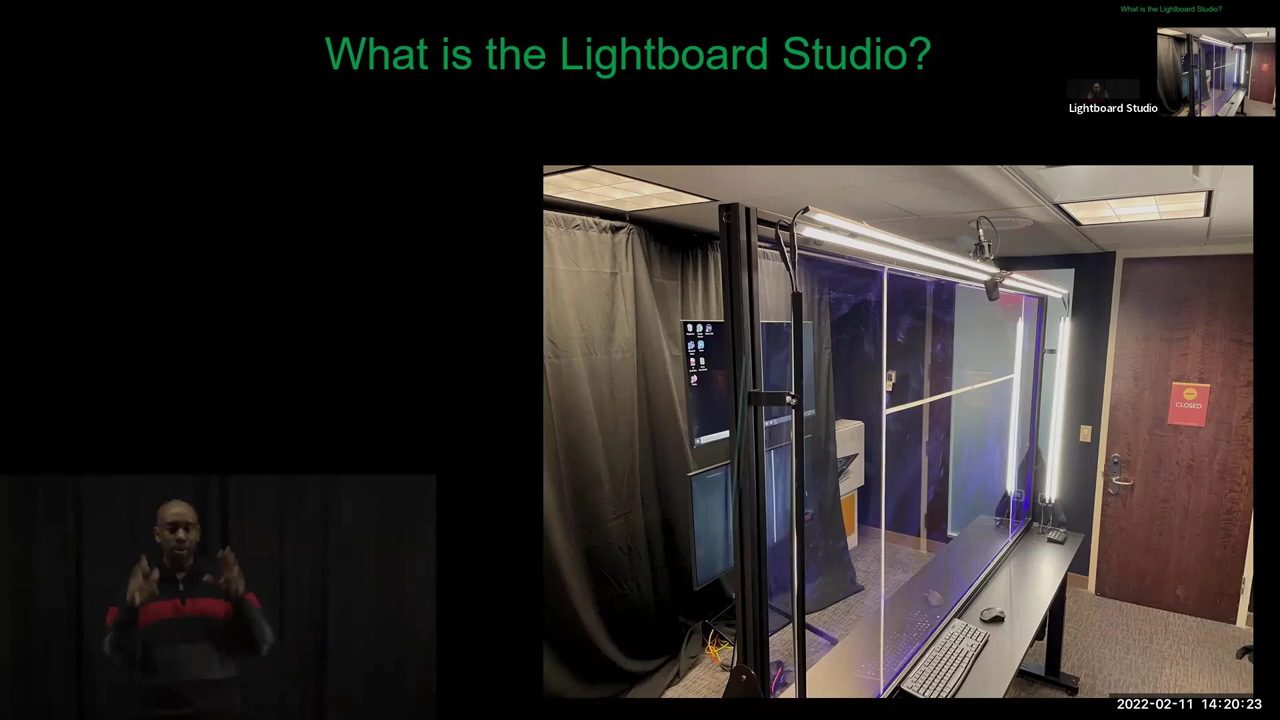 What is the Lightboard Studio?
What is the Lightboard Studio?
Lightboard Studio
CLOSED
2022-02-11 14:20:23